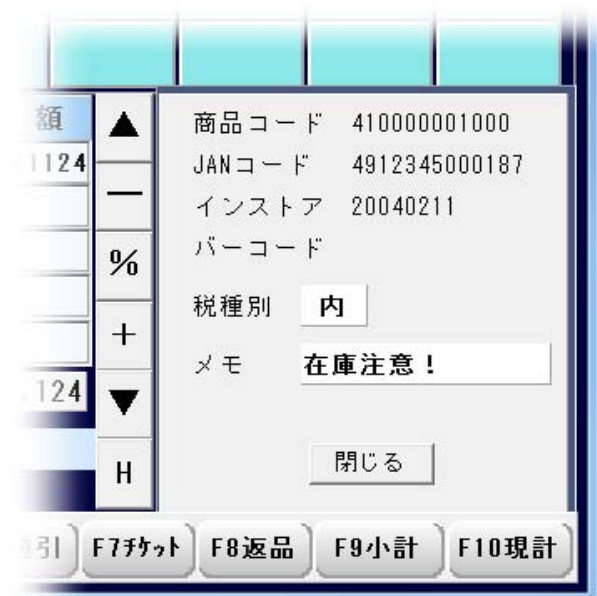 額
1124
商品コード 410000001000
JANコード 4912345000187
インストア 20040211
バーコード
税種別 内
メモ 在庫注意!
閉じる
▲
—
%
+
▼
H
,124
F7チケット F8返品 F9小計 F10現計